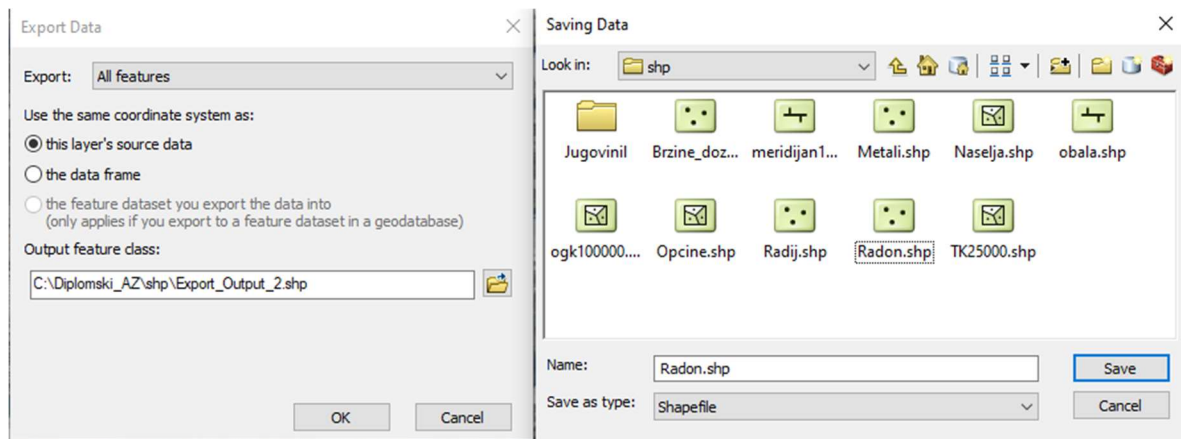 Export Data
Export: All features
Use the same coordinate system as:
this layer's source data
the data frame
the feature dataset you export the data into
(only applies if you export to a feature dataset in a geodatabase)
Output feature class:
C:\Diplomski_AZ\shp\Export_Output_2.shp
OK Cancel
Saving Data
Look in: shp
Jugovinil Brzine_doz... meridijan1... Metali.shp Naselja.shp obala.shp
ogk100000.... Opcine.shp Radij.shp Radon.shp TK25000.shp
Name: Radon.shp Save
Save as type: Shapefile Cancel